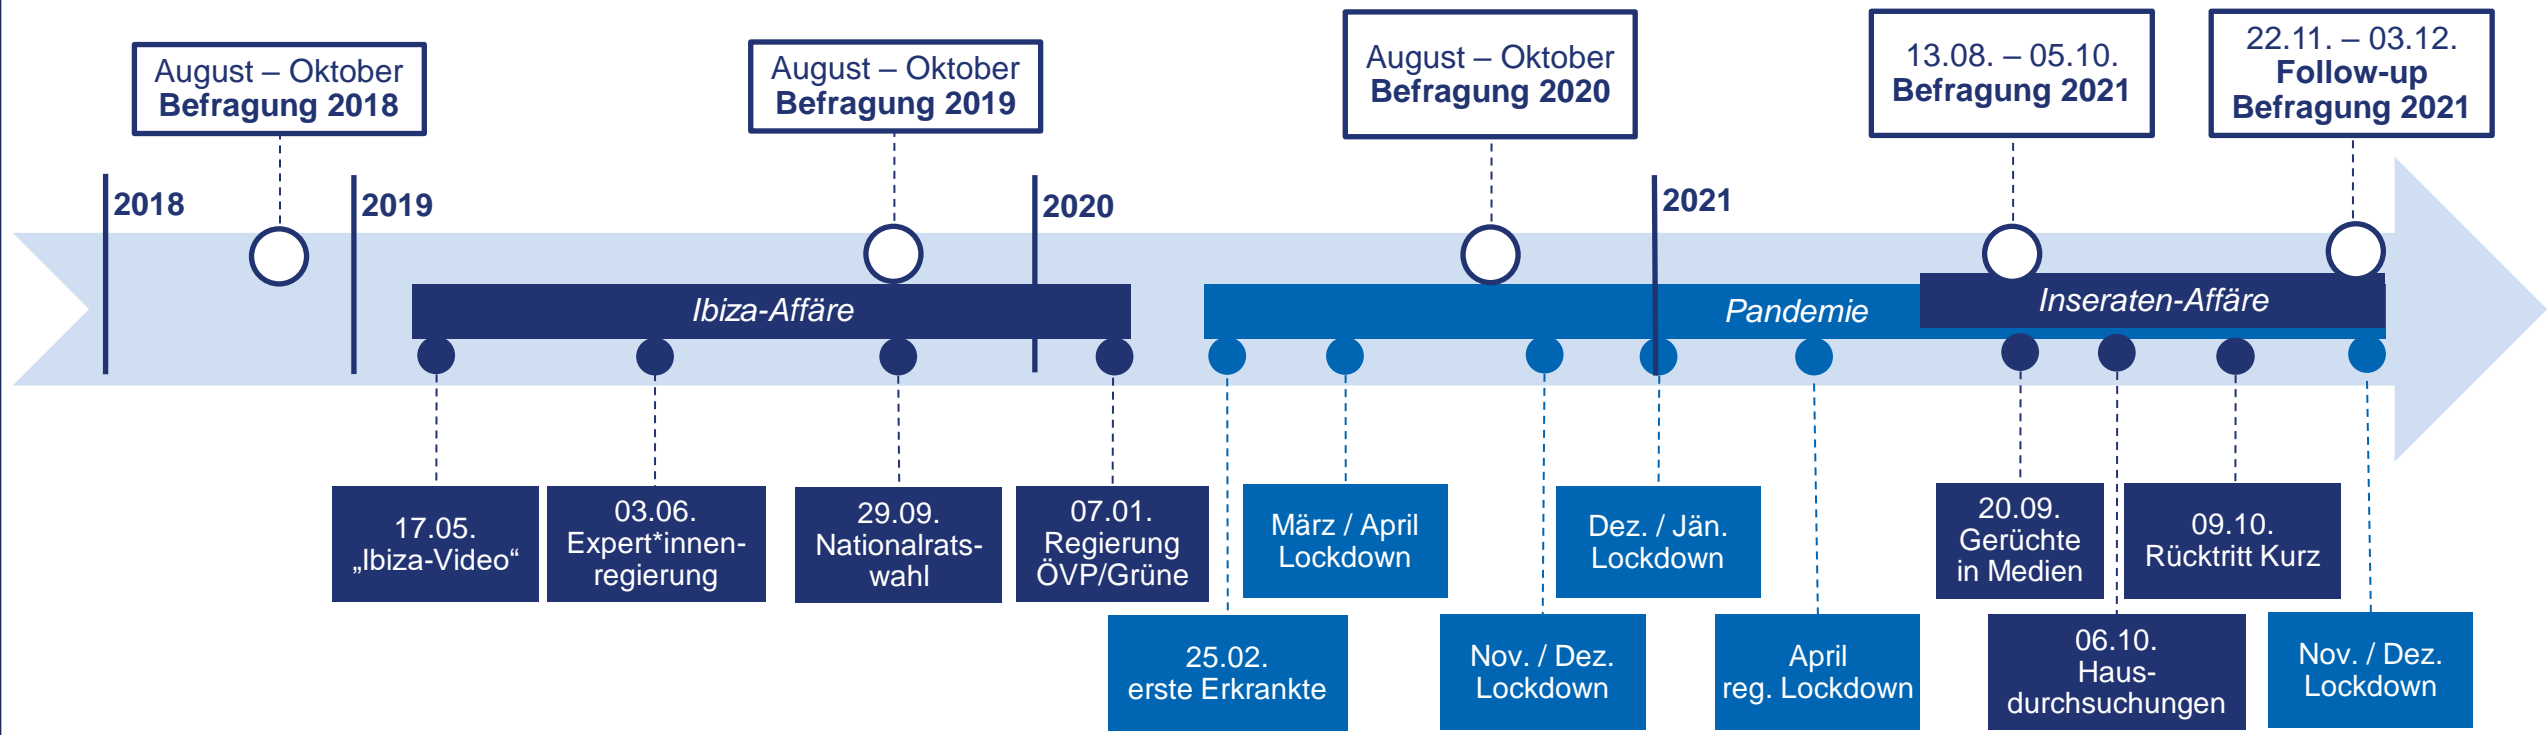 August – Oktober
Befragung 2018
August – Oktober
Befragung 2019
August – Oktober
Befragung 2020
13.08. – 05.10.
Befragung 2021
22.11. – 03.12.
Follow-up
Befragung 2021
2018
2019
2020
2021
Ibiza-Affäre
Pandemie
Inseraten-Affäre
17.05.
„Ibiza-Video“
03.06.
Expert*innen-
regierung
29.09.
Nationalrats-
wahl
07.01.
Regierung
ÖVP/Grüne
25.02.
erste Erkrankte
März / April
Lockdown
Nov. / Dez.
Lockdown
Dez. / Jän.
Lockdown
April
reg. Lockdown
20.09.
Gerüchte
in Medien
06.10.
Haus-
durchsuchungen
09.10.
Rücktritt Kurz
Nov. / Dez.
Lockdown